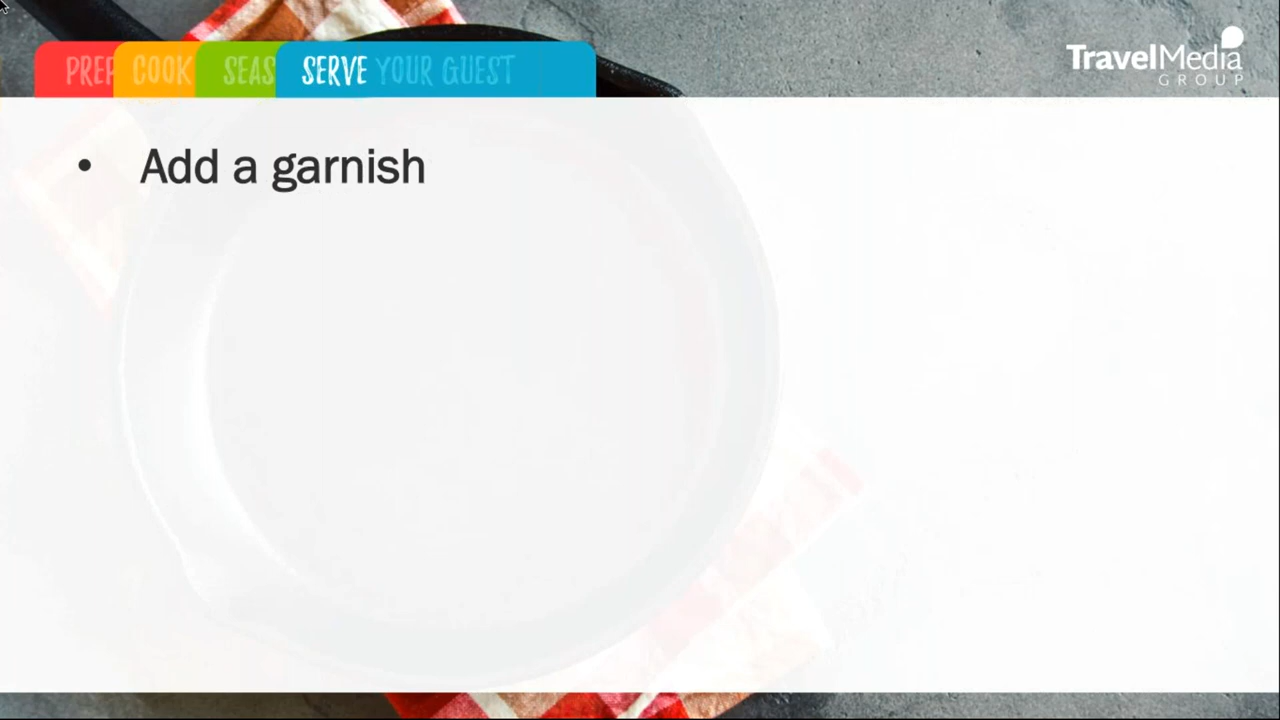 PREP
COOK
SEAS
SERVE YOUR GUEST
TravelMedia
GROUP
• Add a garnish